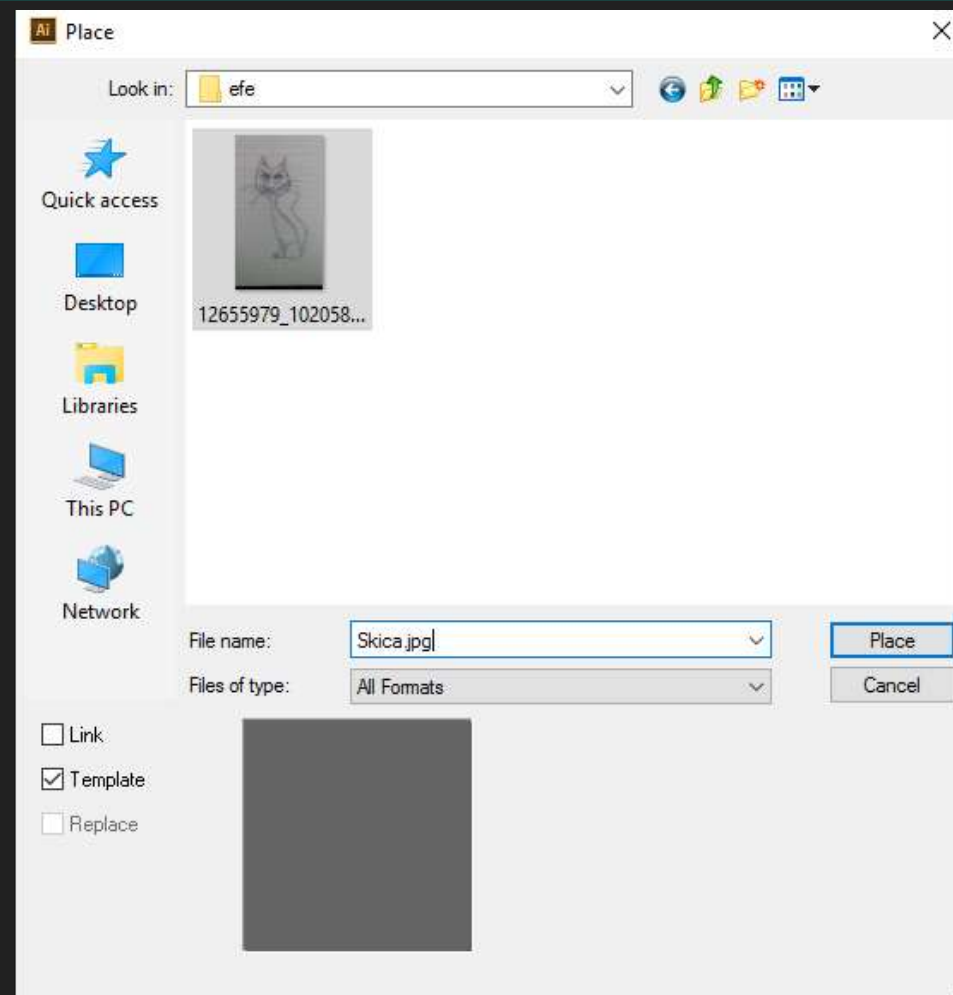 Ai Place
Look in: efe
Quick access
Desktop
12655979_102058...
Libraries
This PC
Network
File name: Skica.jpg Place
Files of type: All Formats Cancel
Link
Template
Replace